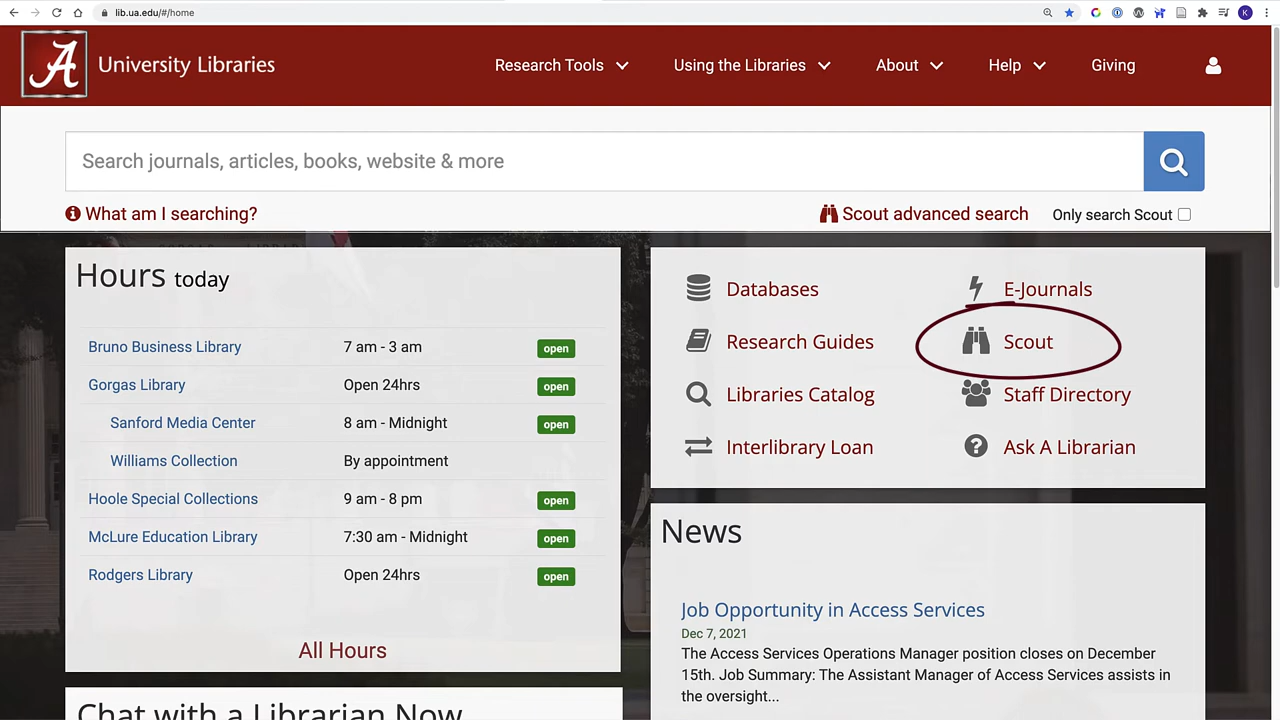 lib.ua.edu/#/home
K
A University Libraries
Research Tools
Using the Libraries
About
Help
Giving
Search journals, articles, books, website & more
What am I searching?
Scout advanced search
Only search Scout
Hours today
Bruno Business Library 7 am - 3 am open
Gorgas Library Open 24hrs open
Sanford Media Center 8 am - Midnight open
Williams Collection By appointment
Hoole Special Collections 9 am - 8 pm open
McLure Education Library 7:30 am - Midnight open
Rodgers Library Open 24hrs open
All Hours
Chat with a Librarian Now
Databases
E-Journals
Research Guides
Scout
Libraries Catalog
Staff Directory
Interlibrary Loan
Ask A Librarian
News
Job Opportunity in Access Services
Dec 7, 2021
The Access Services Operations Manager position closes on December
15th. Job Summary: The Assistant Manager of Access Services assists in
the oversight...